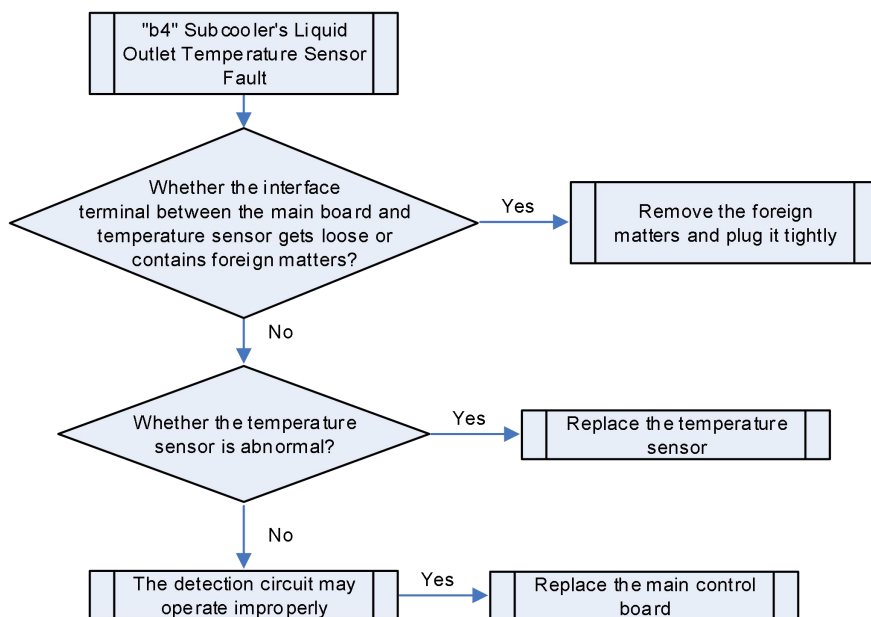 "b4" Subcooler's Liquid
Outlet Temperature Sensor
Fault
Whether the interface
terminal between the main board and
temperature sensor gets loose or
contains foreign matters?
Yes
Remove the foreign
matters and plug it tightly
No
Whether the temperature
sensor is abnormal?
Yes
Replace the temperature
sensor
No
The detection circuit may
operate improperly
Yes
Replace the main control
board